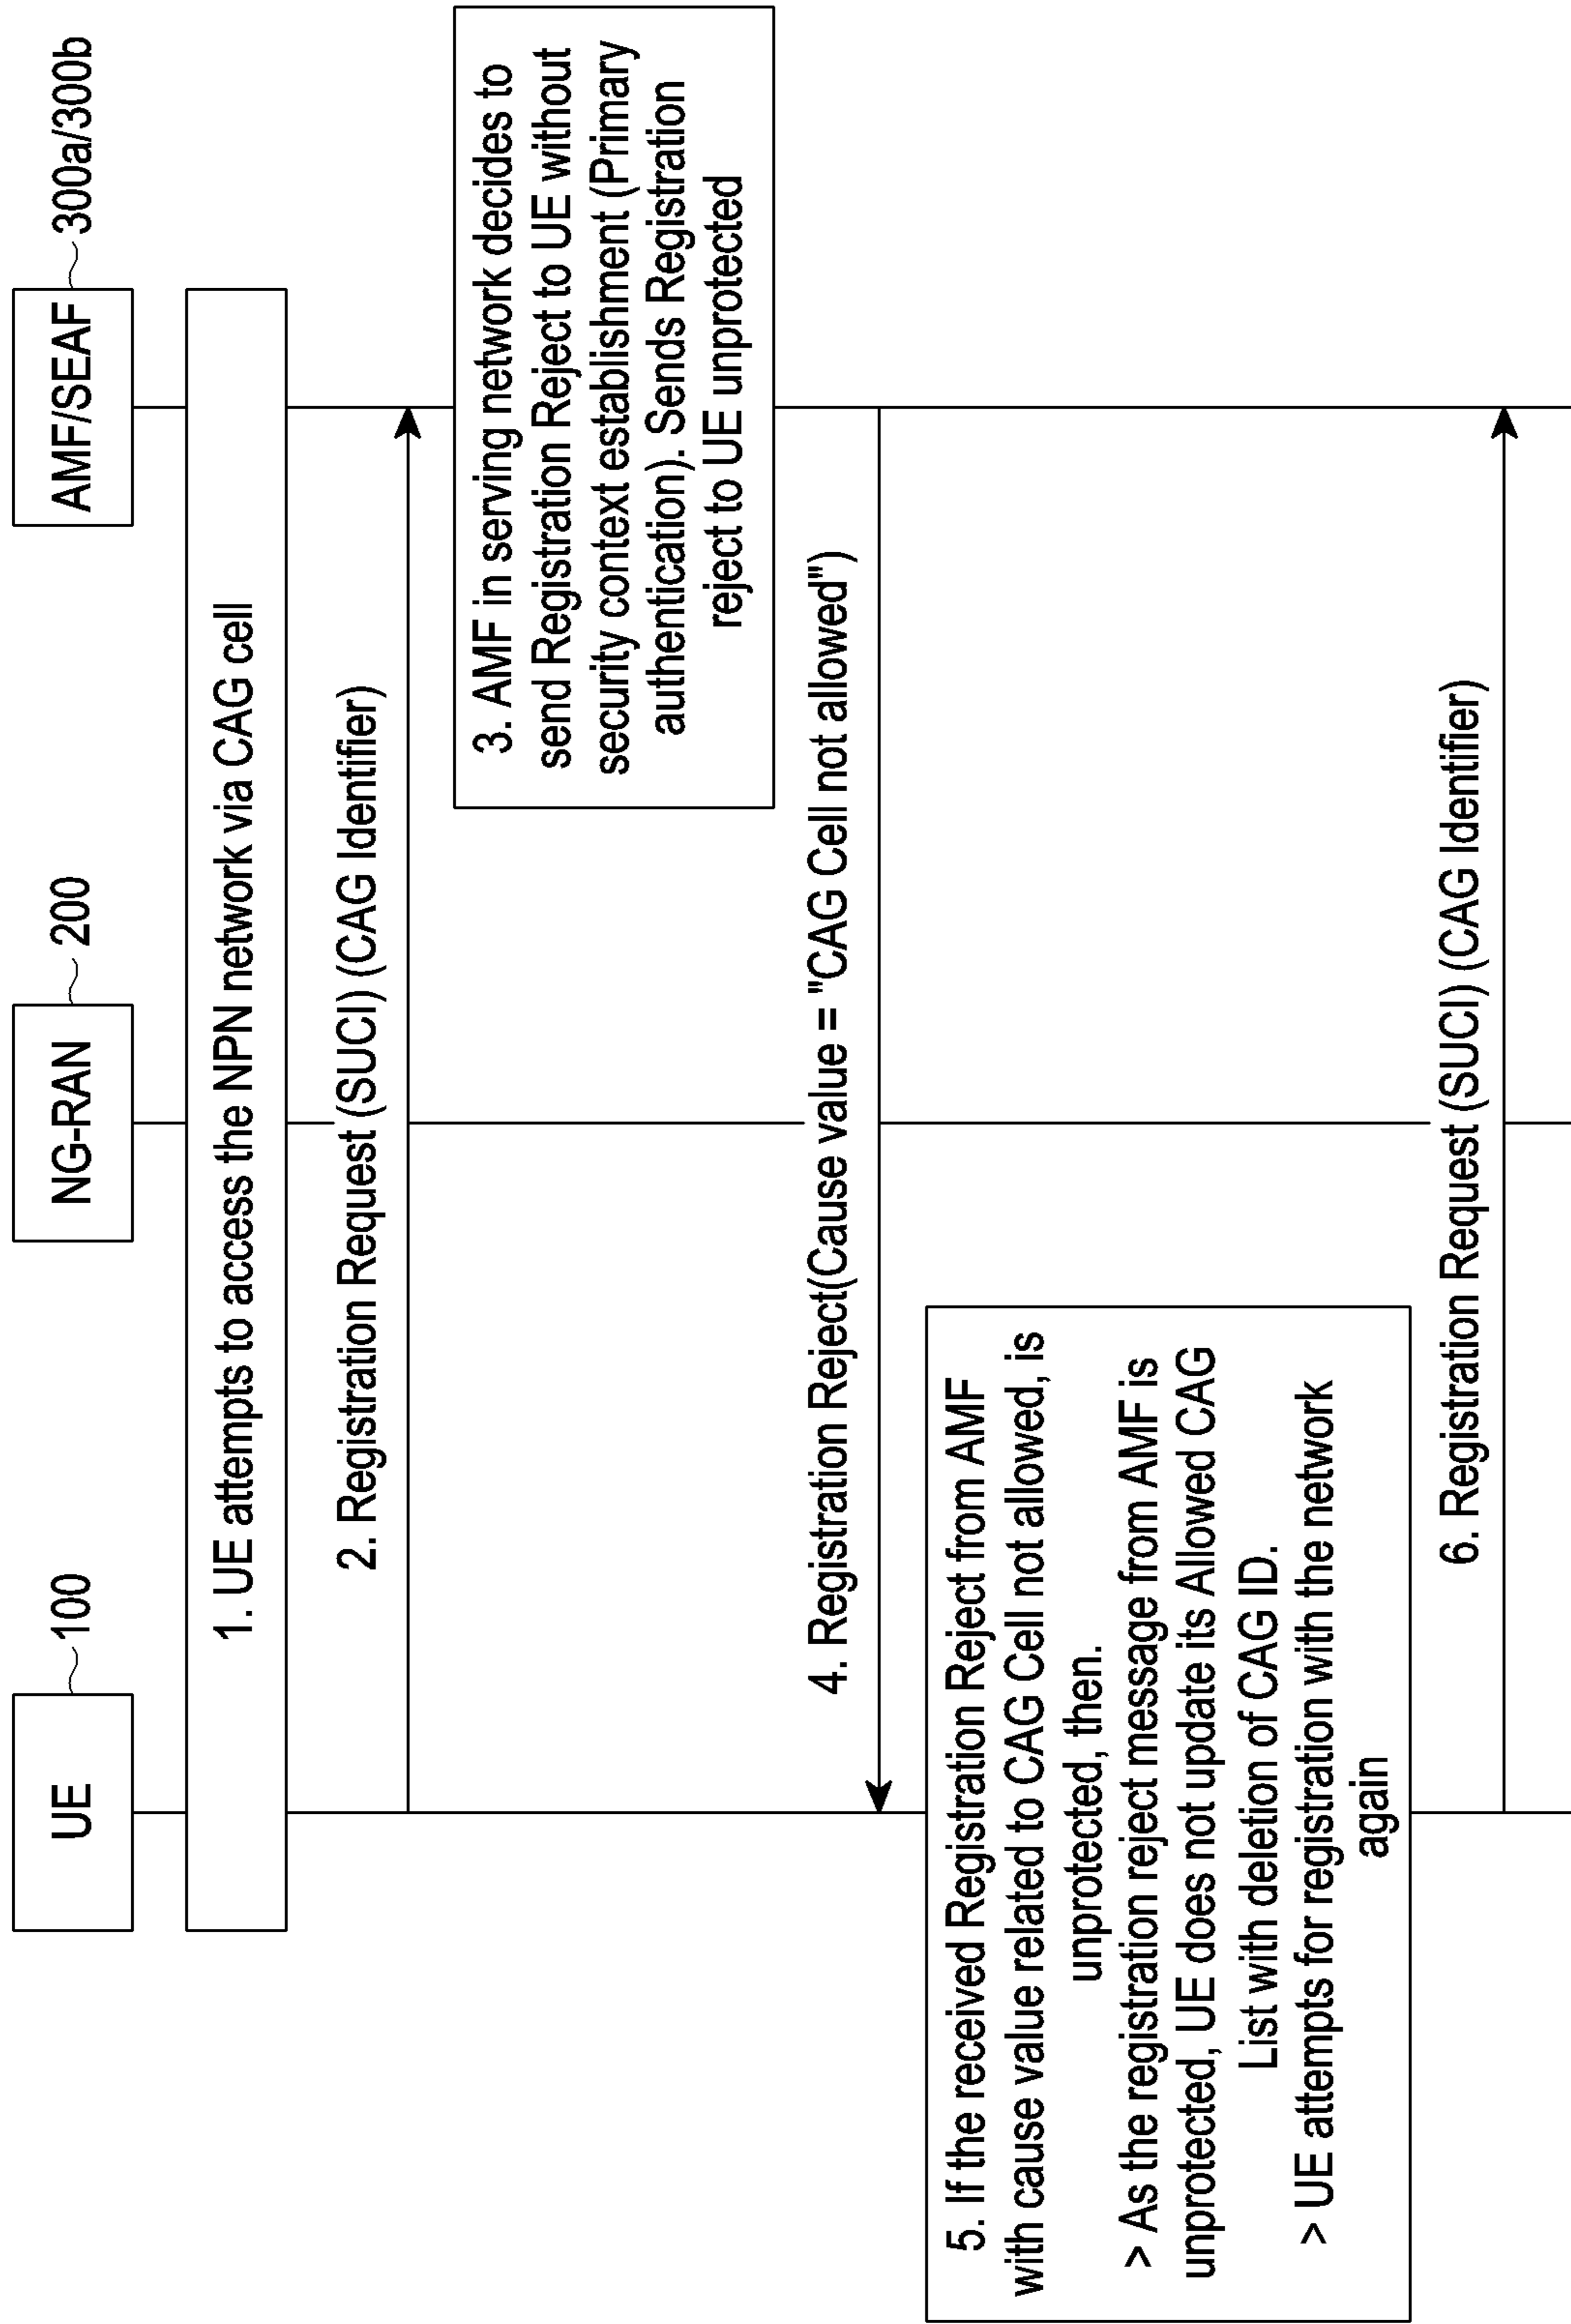 UE
100
NG-RAN
200
AMF/SEAF
300a/300b
1. UE attempts to access the NPN network via CAG cell
2. Registration Request (SUCI) (CAG Identifier)
3. AMF in serving network decides to
send Registration Reject to UE without
security context establishment (Primary
authentication). Sends Registration
reject to UE unprotected
4. Registration Reject(Cause value = "CAG Cell not allowed")
5. If the received Registration Reject from AMF
with cause value related to CAG Cell not allowed, is
unprotected, then.
> As the registration reject message from AMF is
unprotected, UE does not update its Allowed CAG
List with deletion of CAG ID.
> UE attempts for registration with the network
again
6. Registration Request (SUCI) (CAG Identifier)